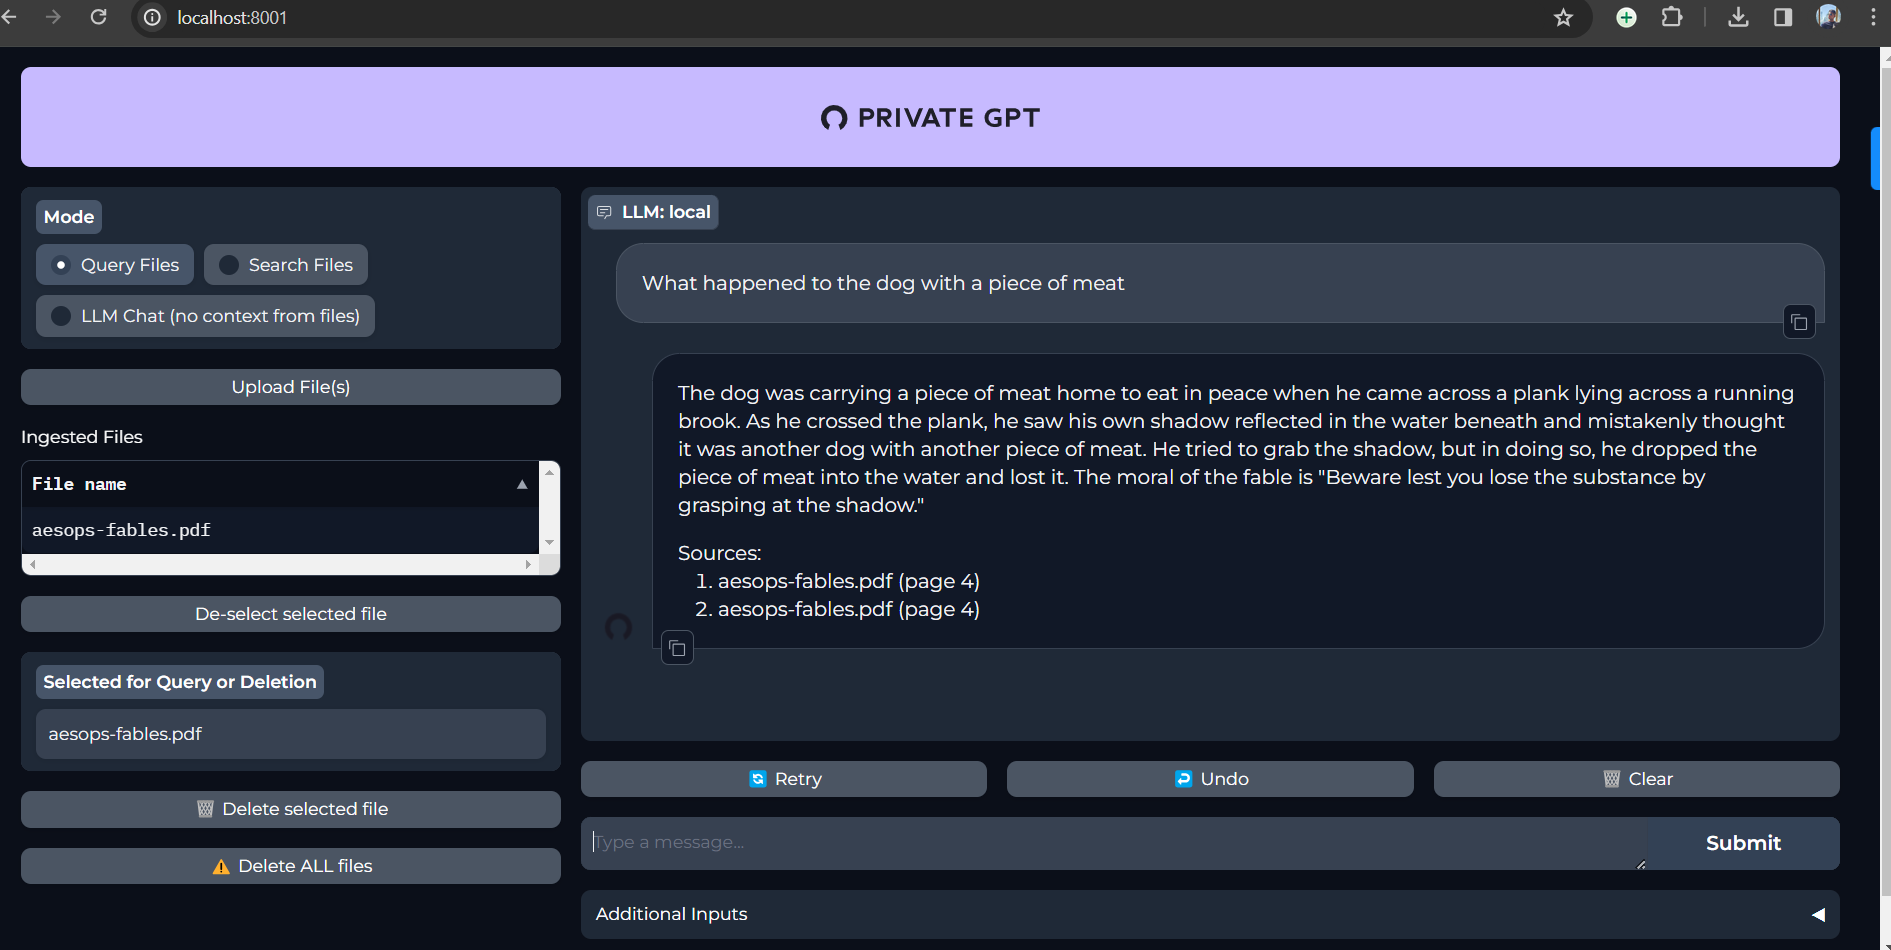 localhost:8001
PRIVATE GPT
Mode
Query Files
Search Files
LLM Chat (no context from files)
Upload File(s)
Ingested Files
File name
aesops-fables.pdf
De-select selected file
Selected for Query or Deletion
aesops-fables.pdf
Delete selected file
Delete ALL files
LLM: local
What happened to the dog with a piece of meat
The dog was carrying a piece of meat home to eat in peace when he came across a plank lying across a running
brook. As he crossed the plank, he saw his own shadow reflected in the water beneath and mistakenly thought
it was another dog with another piece of meat. He tried to grab the shadow, but in doing so, he dropped the
piece of meat into the water and lost it. The moral of the fable is "Beware lest you lose the substance by
grasping at the shadow."
Sources:
1. aesops-fables.pdf (page 4)
2. aesops-fables.pdf (page 4)
Retry
Undo
Clear
Type a message...
Submit
Additional Inputs